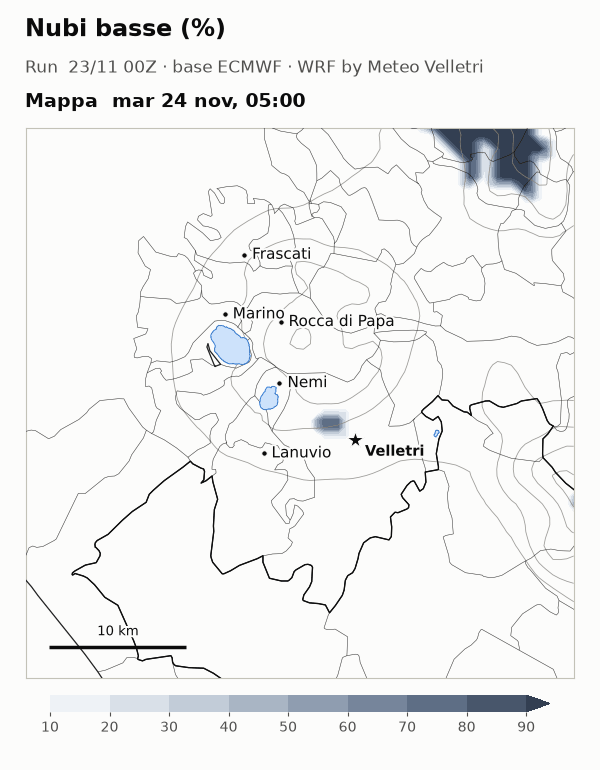 Nubi basse (%)
Run  23/11 00Z · base ECMWF · WRF by Meteo Velletri
Mappa  mar 24 nov, 05:00
Frascati
Marino
Rocca di Papa
Nemi
Velletri
Lanuvio
10 km
10 20 30 40 50 60 70 80 90